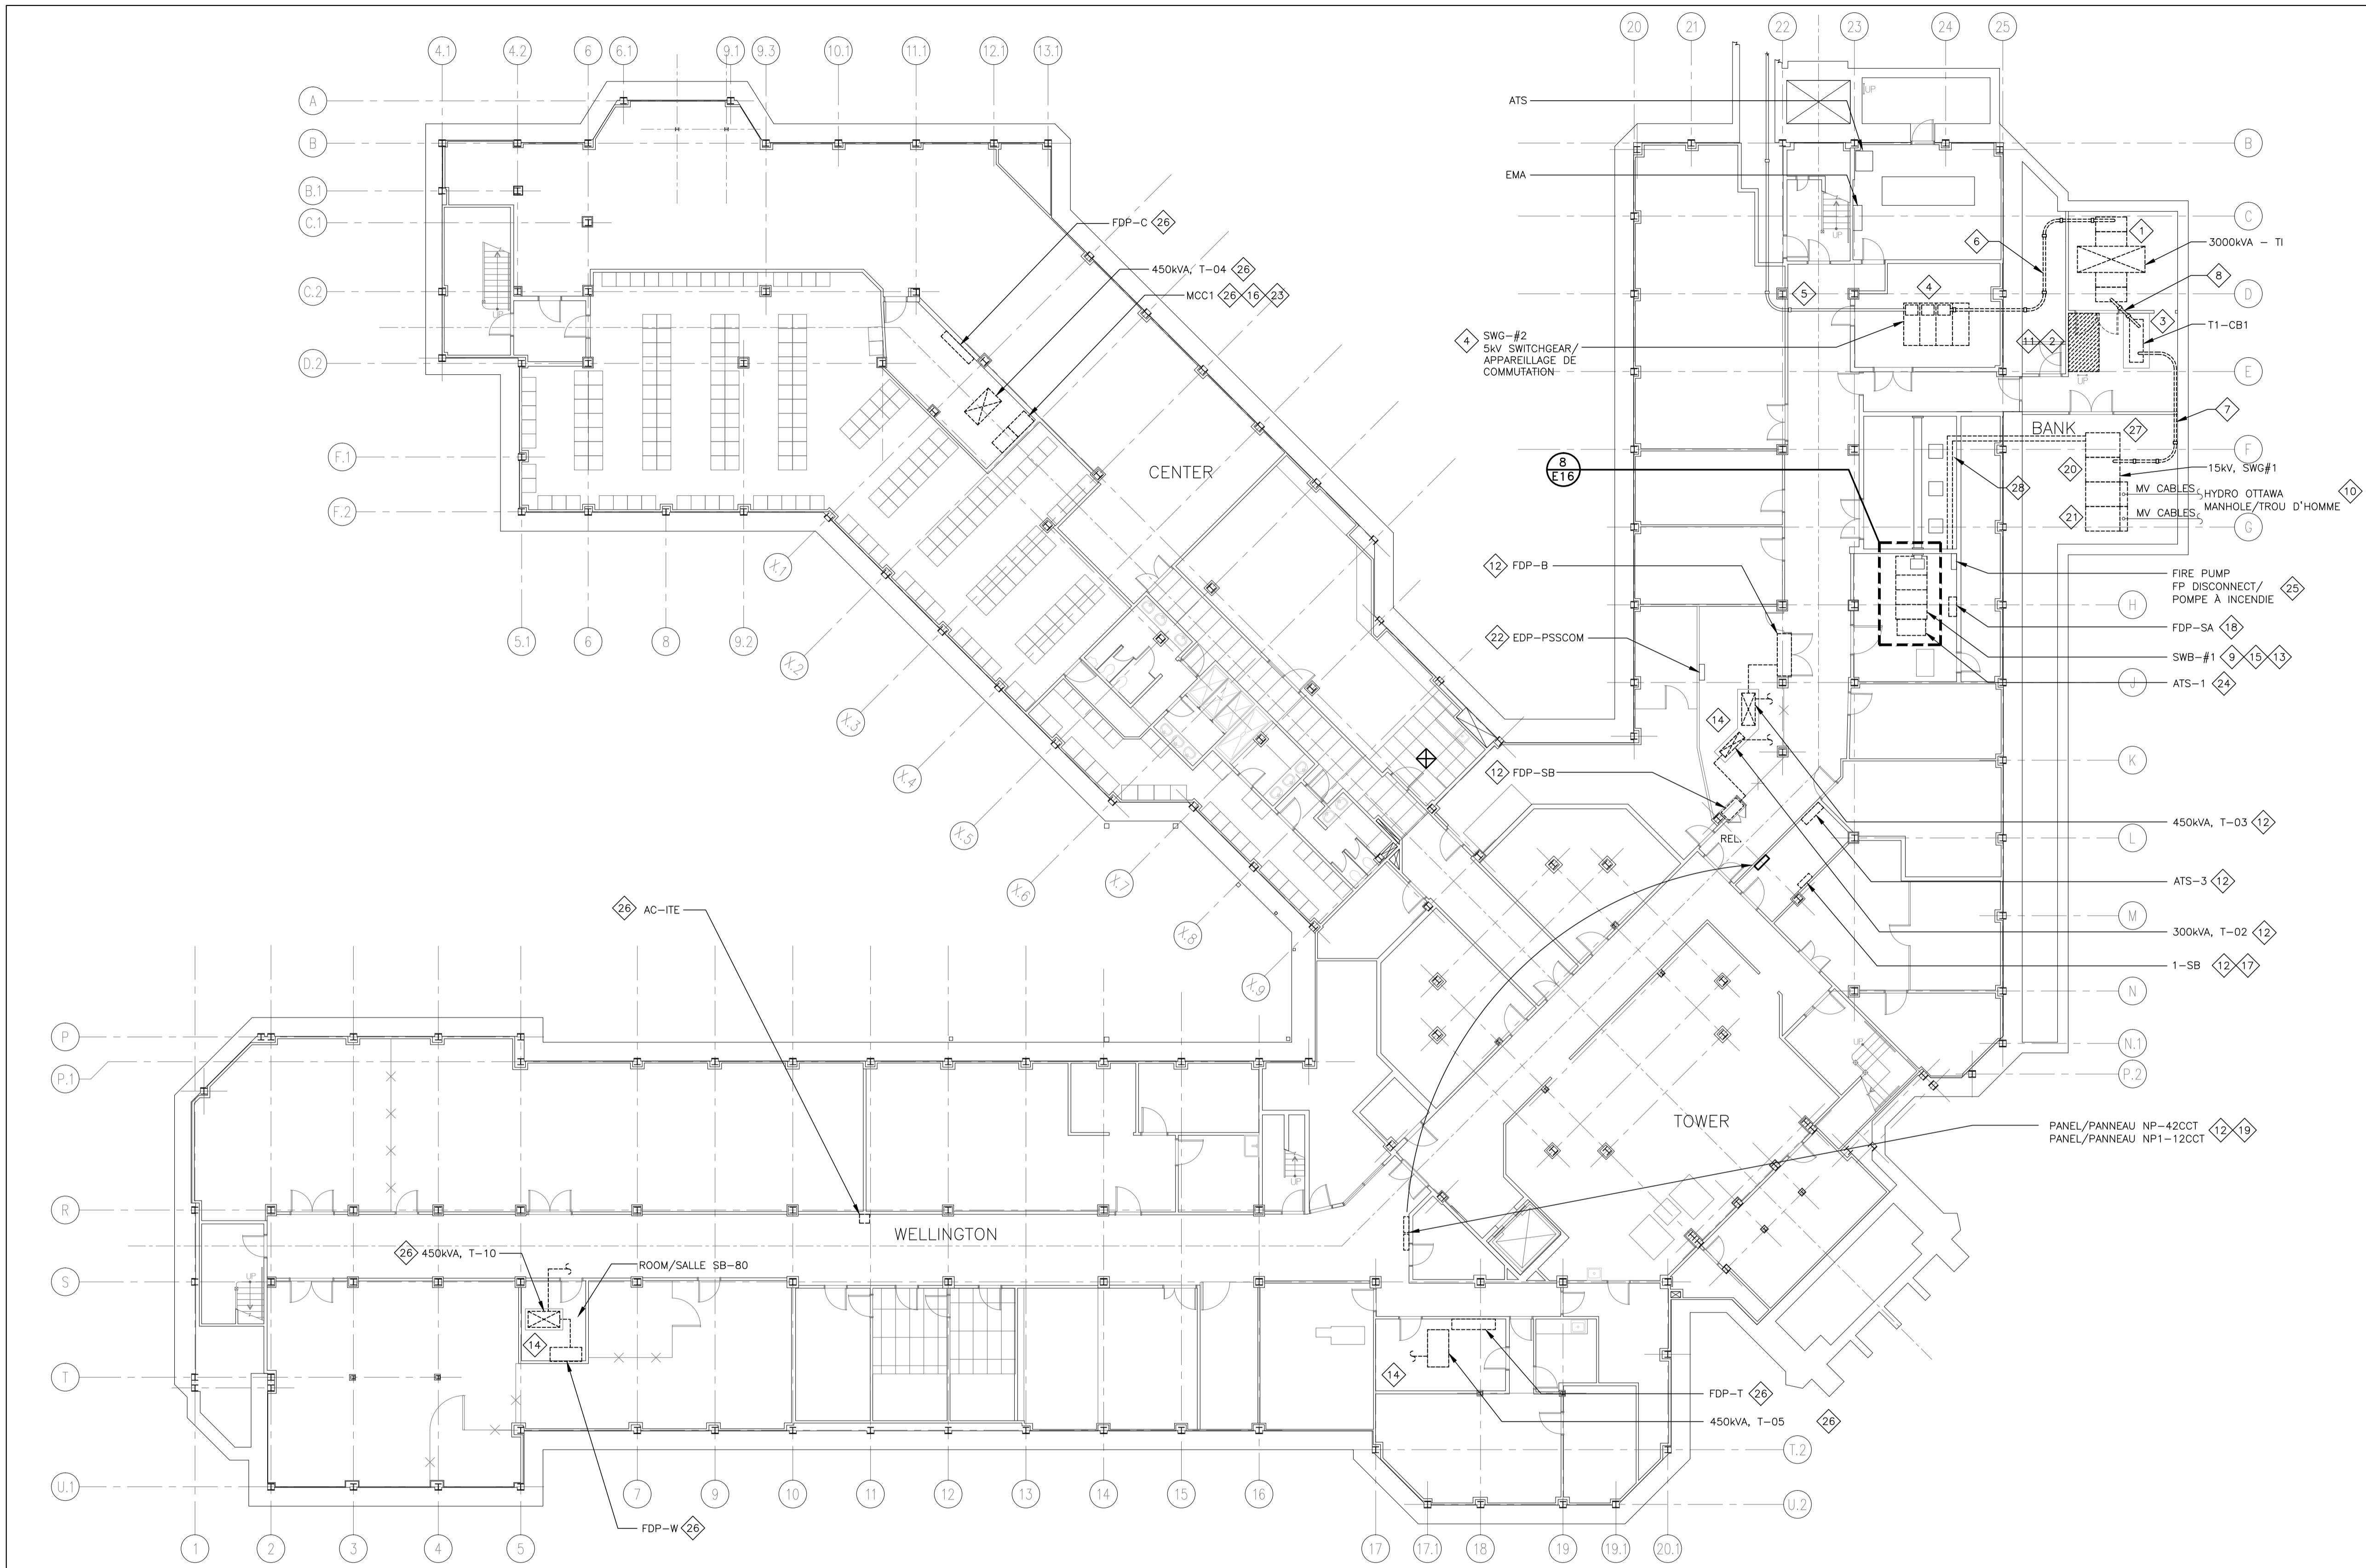 20
21
22
23
24
25
4.1
4.2
6
6.1
9.1
9.3
10.1
11.1
12.1
13.1
A
B
B.1
C.1
C.2
D.2
F.1
F.2
ATS
EMA
UP
UP
UP
B
C
D
E
F
G
H
J
K
L
M
N
N.1
P.2
FDP-C 26
450kVA, T-04 26
MCC1 26 16 23
6
1
3000kVA - TI
8
5
4
3
T1-CB1
4 SWG-#2
5kV SWITCHGEAR/
APPAREILLAGE DE
COMMUTATION
11 2
UP
7
BANK
27
CENTER
8
E16
20
15kV, SWG#1
28
MV CABLES
HYDRO OTTAWA
MANHOLE/TROU D'HOMME
10
21
MV CABLES
12 FDP-B
FIRE PUMP
FP DISCONNECT/
POMPE À INCENDIE
25
22 EDP-PSSCOM
FDP-SA 18
SWB-#1 9 15 13
ATS-1 24
14
12 FDP-SB
REL.
450kVA, T-03 12
ATS-3 12
300kVA, T-02 12
1-SB 12 17
5.1
6
8
9.2
X.1
X.2
X.3
X.4
X.5
X.6
X.7
X.8
X.9
26 AC-ITE
P
P.1
R
S
T
U.1
UP
UP
TOWER
PANEL/PANNEAU NP-42CCT
PANEL/PANNEAU NP1-12CCT
12 19
WELLINGTON
26 450kVA, T-10
ROOM/SALLE SB-80
UP
14
14
FDP-T 26
450kVA, T-05 26
FDP-W 26
T.2
U.2
7
9
10
11
12
13
14
15
16
1
2
3
4
5
17
17.1
18
19
19.1
20.1